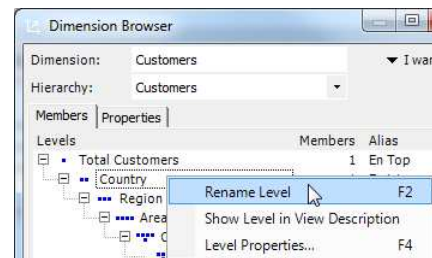 Dimension Browser
Dimension: Customers I wan
Hierarchy: Customers
Members Properties
Levels Members Alias
Total Customers 1 En Top
Country
Region
Rename Level F2
Area
Show Level in View Description
Level Properties... F4